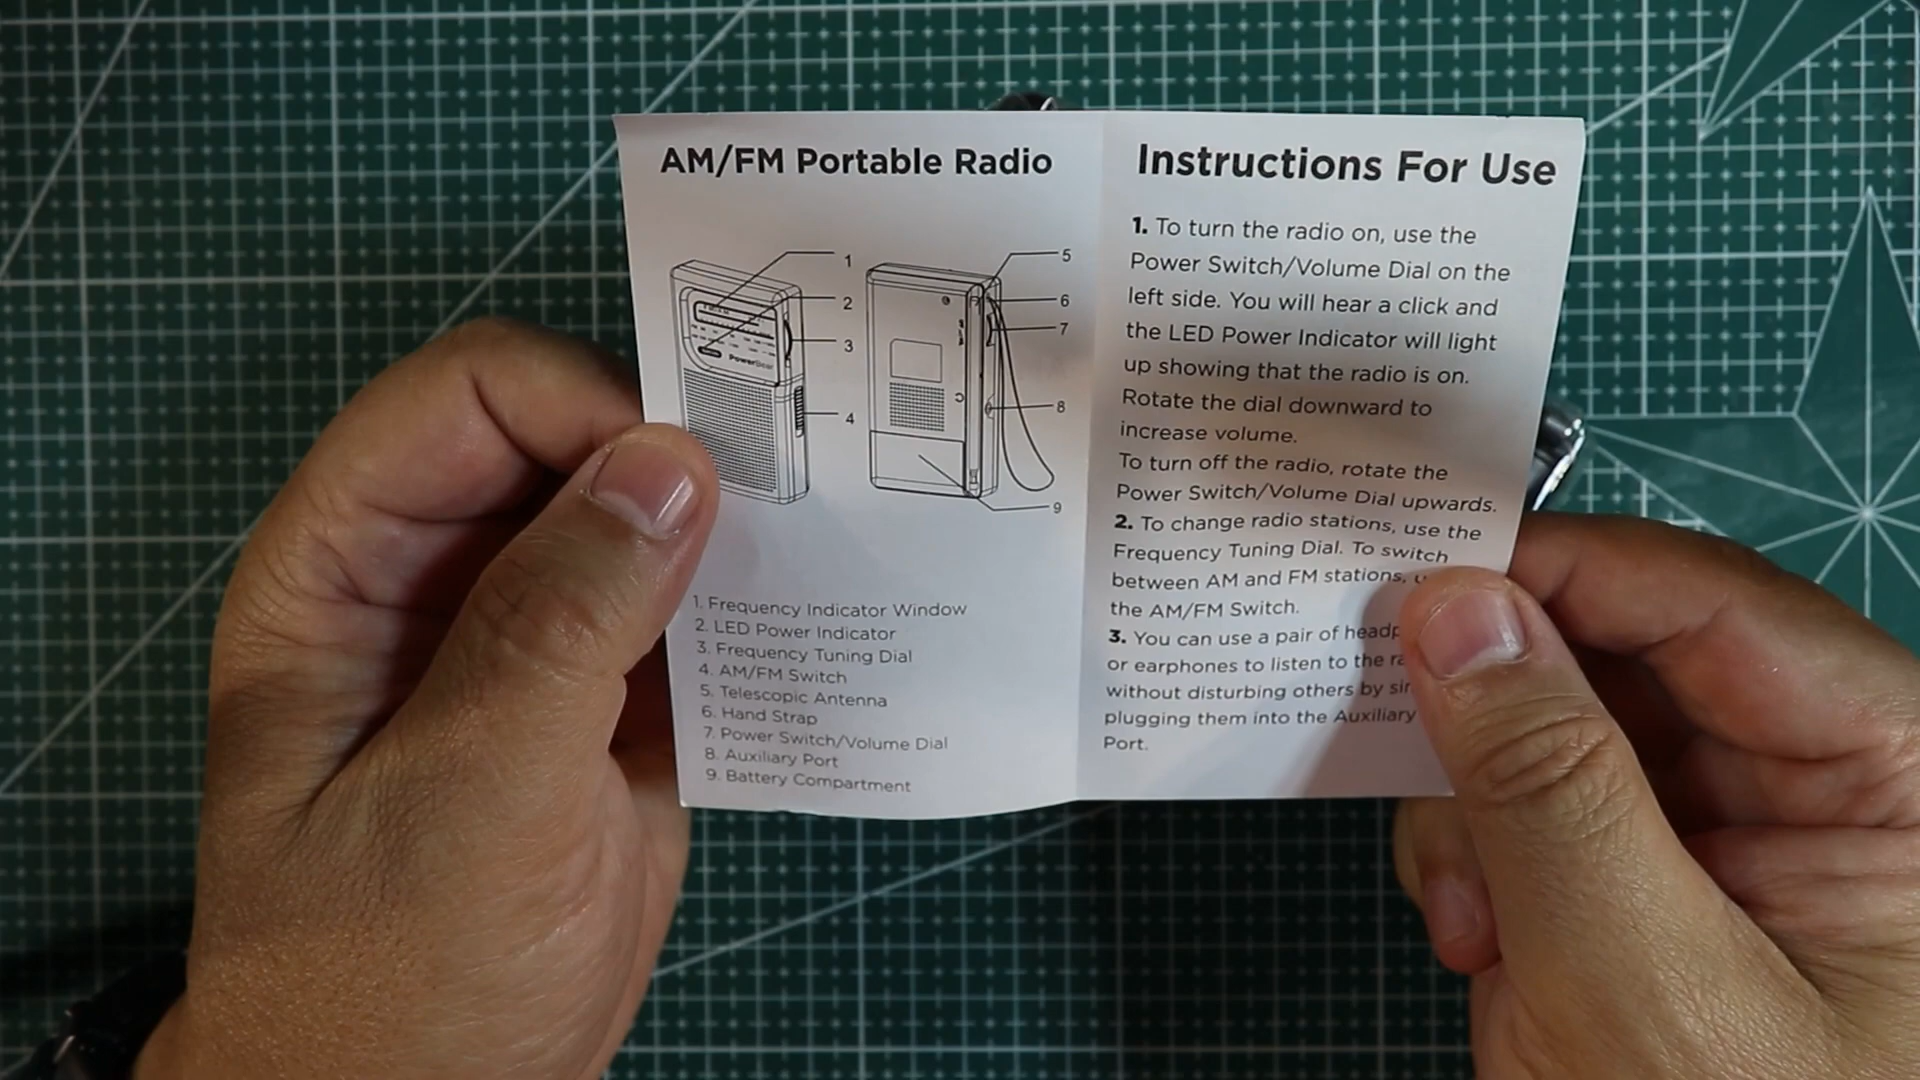 AM/FM Portable Radio
1
2
3
4
5
6
7
8
9
PowerBear
1. Frequency Indicator Window
2. LED Power Indicator
3. Frequency Tuning Dial
4. AM/FM Switch
5. Telescopic Antenna
6. Hand Strap
7. Power Switch/Volume Dial
8. Auxiliary Port
9. Battery Compartment
Instructions For Use
1. To turn the radio on, use the
Power Switch/Volume Dial on the
left side. You will hear a click and
the LED Power Indicator will light
up showing that the radio is on.
Rotate the dial downward to
increase volume.
To turn off the radio, rotate the
Power Switch/Volume Dial upwards.
2. To change radio stations, use the
Frequency Tuning Dial. To switch
between AM and FM stations,
the AM/FM Switch.
3. You can use a pair of
or earphones to listen to the
without disturbing others by
plugging them into the Auxiliary
Port.